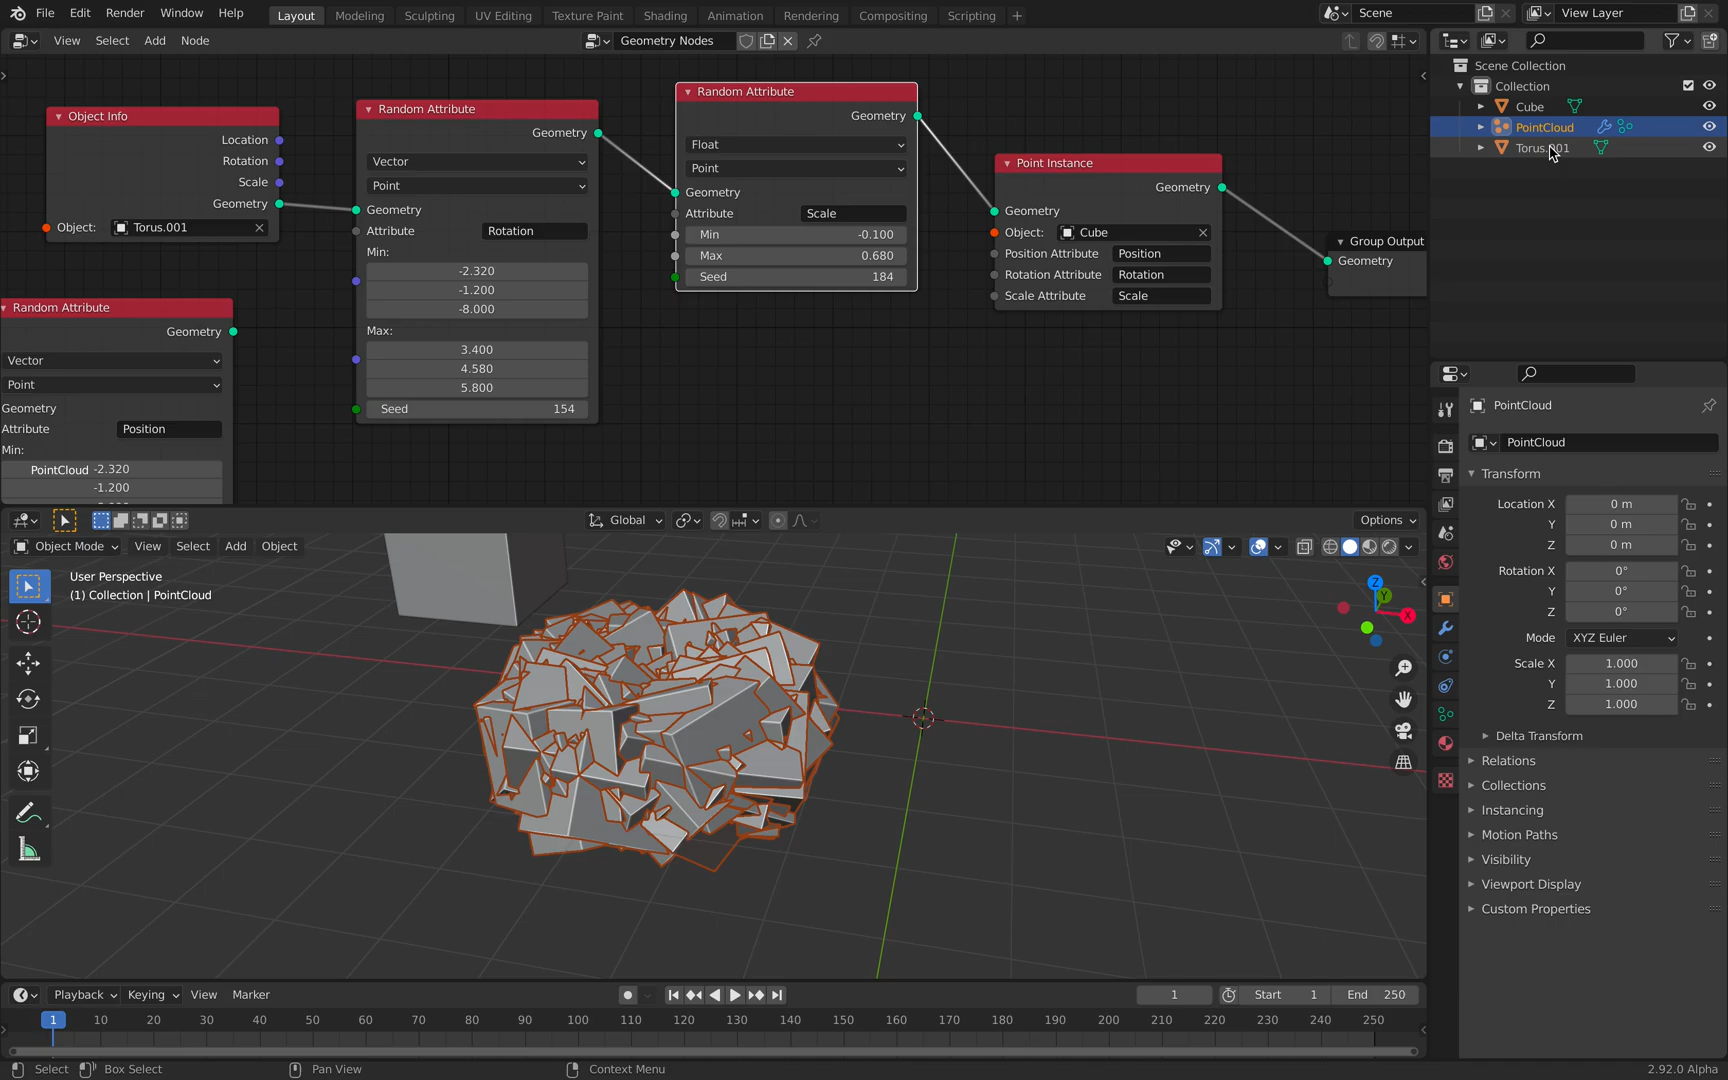 File Edit Render Window Help Layout Modeling Sculpting UV Editing Texture Paint Shading Animation Rendering Compositing Scripting + Scene View Layer
View Select Add Node Geometry Nodes
Scene Collection
Collection
Cube
PointCloud
Torus.001
Object Info
Location
Rotation
Scale
Geometry
Object: Torus.001
Random Attribute
Geometry
Vector
Point
Geometry
Attribute Position
Min:
PointCloud -2.320
-1.200
Random Attribute
Geometry
Vector
Point
Geometry
Attribute Rotation
Min:
-2.320
-1.200
-8.000
Max:
3.400
4.580
5.800
Seed 154
Random Attribute
Geometry
Float
Point
Geometry
Attribute Scale
Min -0.100
Max 0.680
Seed 184
Point Instance
Geometry
Geometry
Object: Cube
Position Attribute Position
Rotation Attribute Rotation
Scale Attribute Scale
Group Output
Geometry
PointCloud
PointCloud
Transform
Location X 0 m
Y 0 m
Z 0 m
Rotation X 0°
Y 0°
Z 0°
Mode XYZ Euler
Scale X 1.000
Y 1.000
Z 1.000
Delta Transform
Relations
Collections
Instancing
Motion Paths
Visibility
Viewport Display
Custom Properties
Global Options
Object Mode View Select Add Object
User Perspective
(1) Collection | PointCloud
Z
Y
X
Playback Keying View Marker 1 Start 1 End 250
1 10 20 30 40 50 60 70 80 90 100 110 120 130 140 150 160 170 180 190 200 210 220 230 240 250
Select Box Select Pan View Context Menu 2.92.0 Alpha